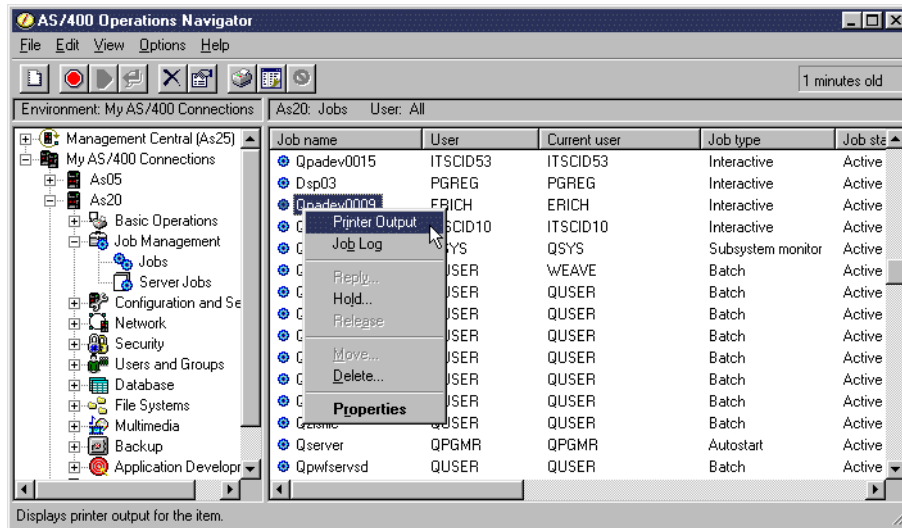 AS/400 Operations Navigator
File Edit View Options Help
1 minutes old
Environment: My AS/400 Connections
As20: Jobs User: All
Management Central (As25)
My AS/400 Connections
As05
As20
Basic Operations
Job Management
Jobs
Server Jobs
Configuration and Se
Network
Security
Users and Groups
Database
File Systems
Multimedia
Backup
Application Developr
Job name User Current user Job type Job sta
Qpadev0015 ITSCID53 ITSCID53 Interactive Active
Dsp03 PGREG PGREG Interactive Active
Qpadev0009 ERICH ERICH Interactive Active
SCID10 ITSCID10 Interactive Active
YS QSYS Subsystem monitor Active
USER WEAVE Batch Active
USER QUSER Batch Active
USER QUSER Batch Active
USER QUSER Batch Active
USER QUSER Batch Active
USER QUSER Batch Active
USER QUSER Batch Active
QUSER QUSER Batch Active
Qserver QPGMR QPGMR Autostart Active
Qpwfservsd QUSER QUSER Batch Active
Printer Output
Job Log
Reply...
Hold...
Release
Move...
Delete...
Properties
Displays printer output for the item.